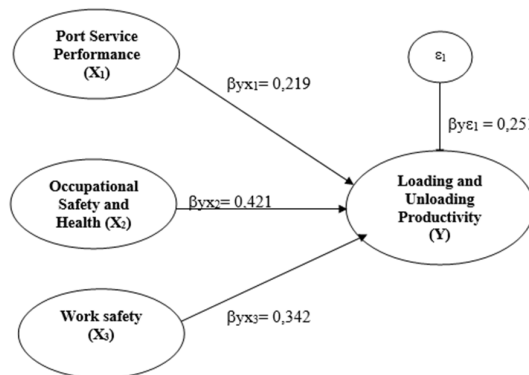 Port Service
Performance
(X₁)
ε₁
βyx₁= 0,219
βyε₁ = 0,251
Occupational
Safety and
Health (X₂)
βyx₂= 0,421
Loading and
Unloading
Productivity
(Y)
Work safety
(X₃)
βyx₃= 0,342